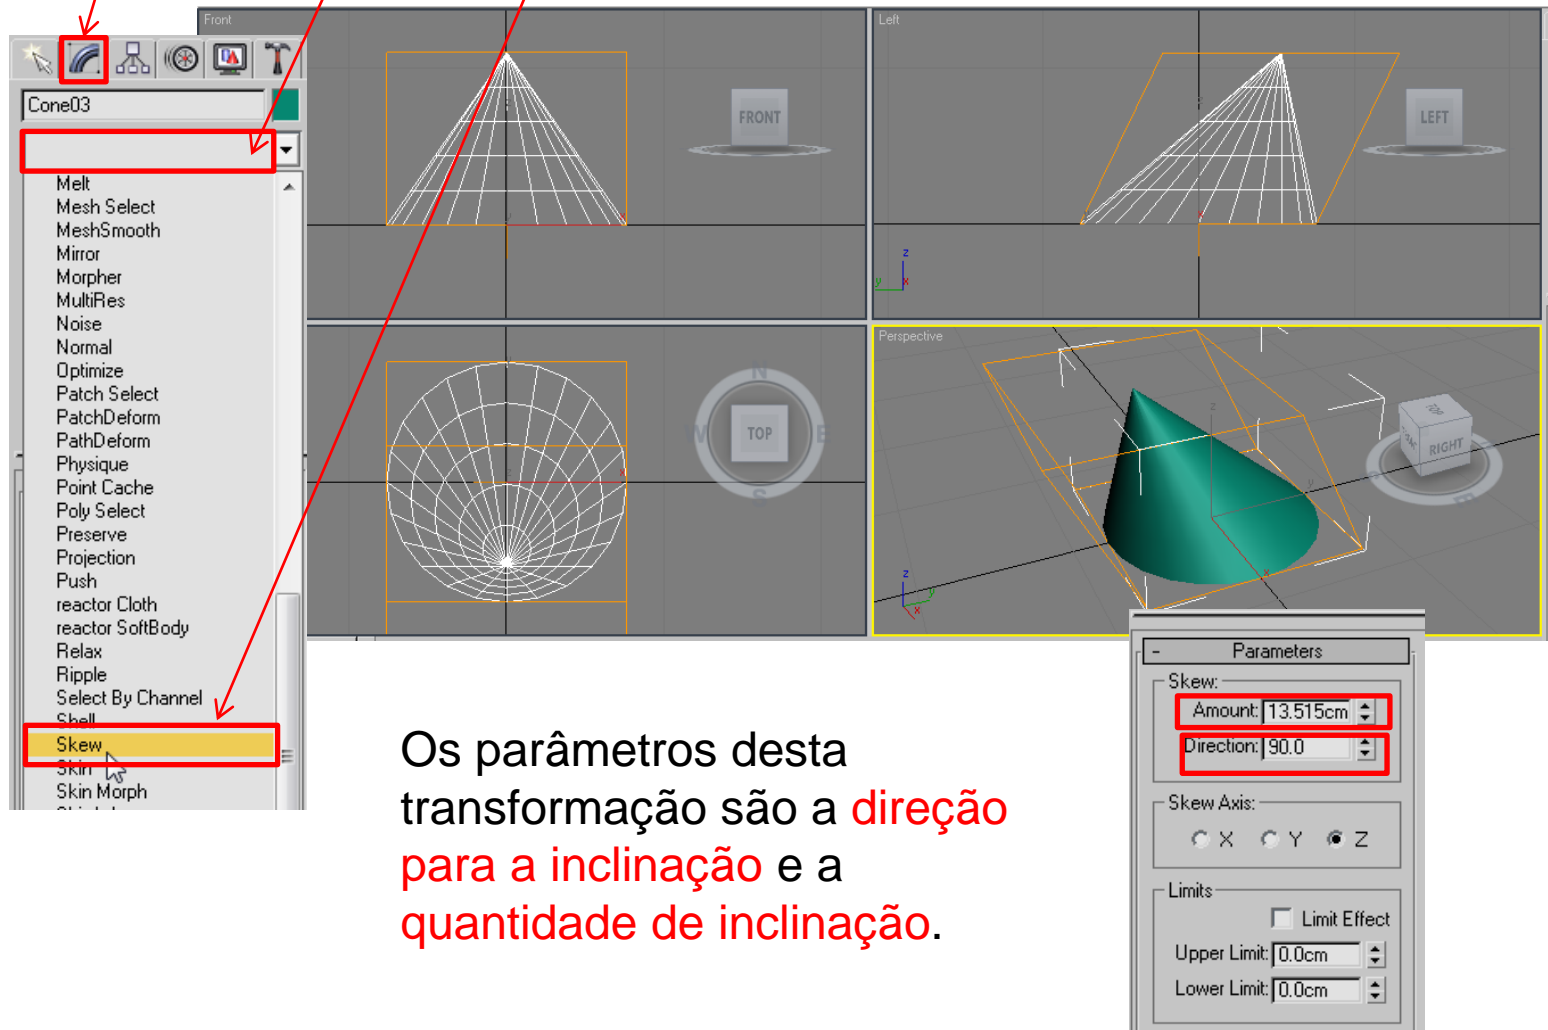 Front
Left
Cone03
FRONT
LEFT
Melt
Mesh Select
MeshSmooth
Mirror
Morpher
MultiRes
Noise
Normal
Optimize
Patch Select
PatchDeform
PathDeform
Physique
Point Cache
Poly Select
Preserve
Projection
Push
reactor Cloth
reactor SoftBody
Relax
Ripple
Select By Channel
Shell
Skew
Skin
Skin Morph
z
y x
x
Perspective
N
W TOP E
S
x
TOP
RIGHT
z
y
x
z
y
x
Os parâmetros desta
transformação são a direção
para a inclinação e a
quantidade de inclinação.
- Parameters
Skew:
Amount: 13.515cm
Direction: 90.0
Skew Axis:
X Y Z
Limits
Limit Effect
Upper Limit: 0.0cm
Lower Limit: 0.0cm